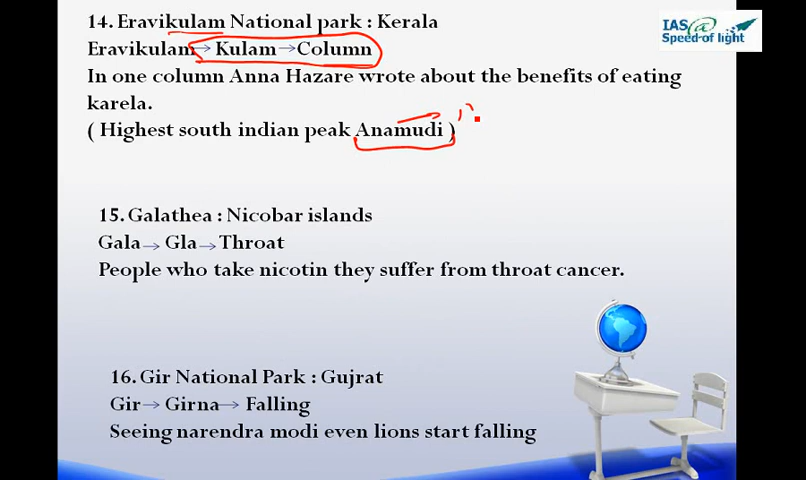 14. Eravikulam National park : Kerala
IAS@
Speed of light
Eravikulam→ Kulam→Column
In one column Anna Hazare wrote about the benefits of eating
karela.
( Highest south indian peak Anamudi )
15. Galathea : Nicobar islands
Gala→ Gla→Throat
People who take nicotin they suffer from throat cancer.
16. Gir National Park : Gujrat
Gir→ Girna→ Falling
Seeing narendra modi even lions start falling